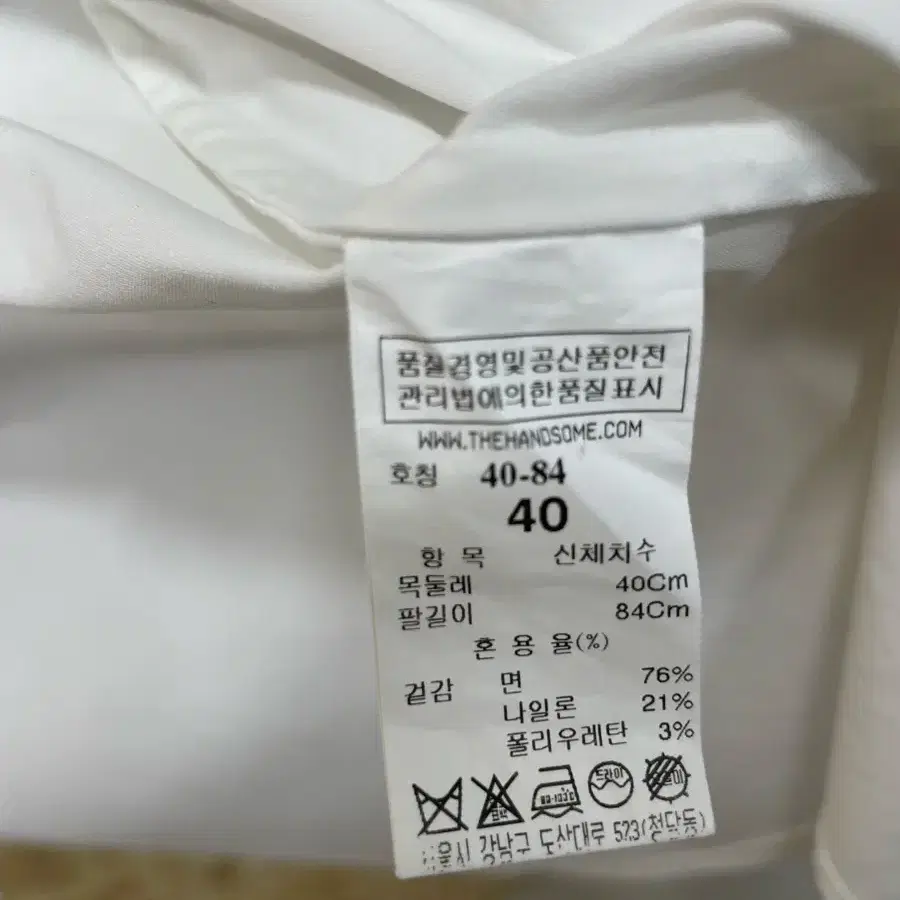 품질경영및공산품안전
관리법에의한품질표시
WWW.THEHANDSOME.COM
호칭 40-84
40
항 목 신체치수
목둘레 40Cm
팔길이 84Cm
혼 용 율(%)
겉감 면 76%
나일론 21%
폴리우레탄 3%
표백 드라이
서울시 강남구 도산대로 523(청담동)